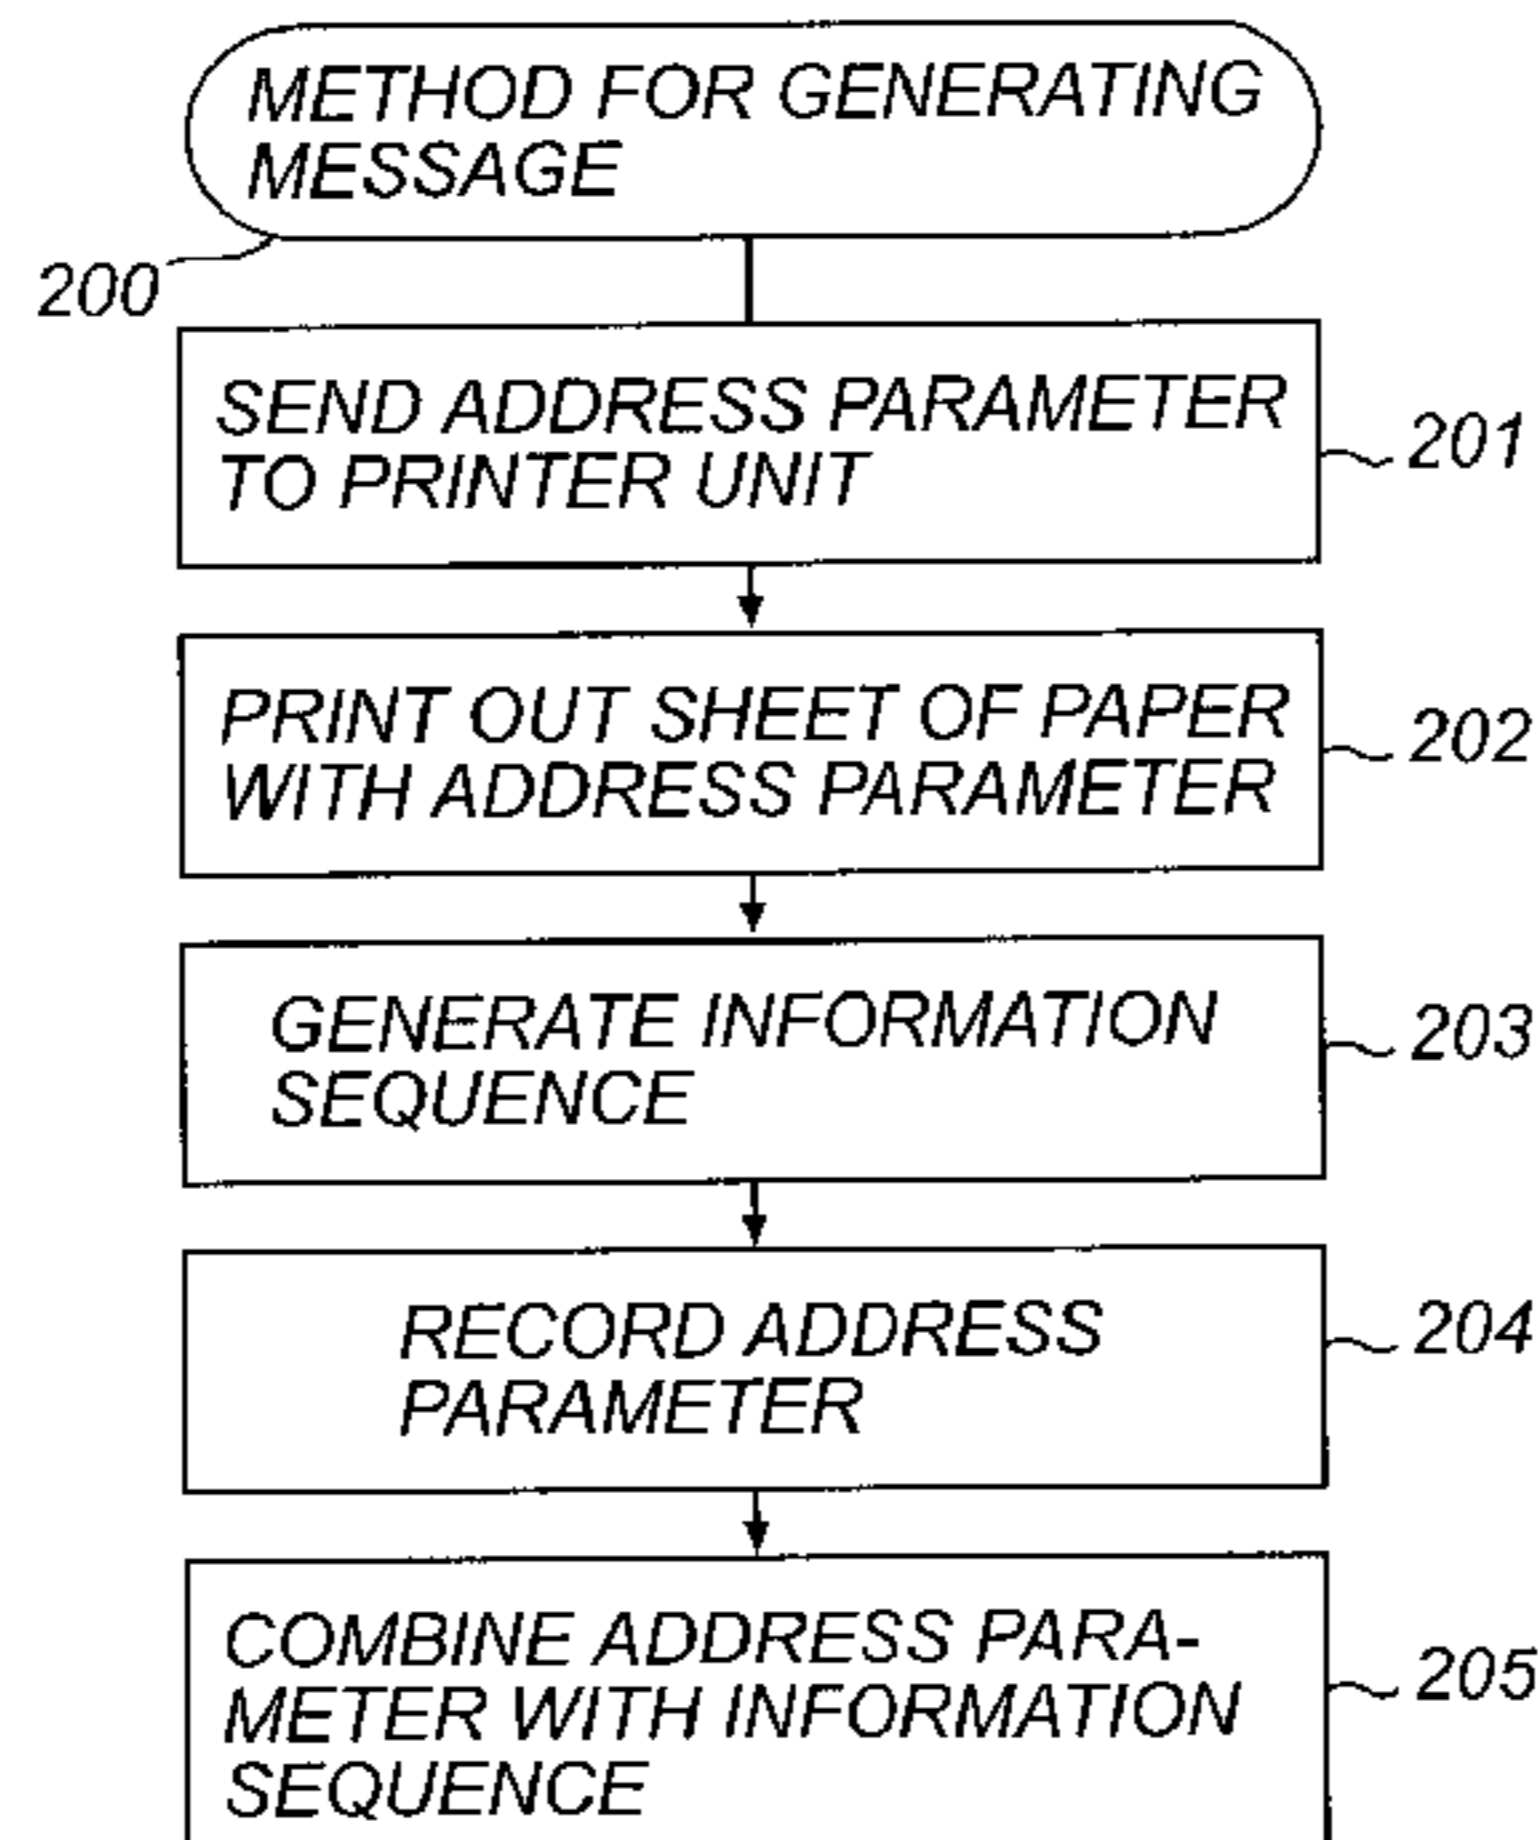 METHOD FOR GENERATING
MESSAGE
200
SEND ADDRESS PARAMETER
TO PRINTER UNIT
201
PRINT OUT SHEET OF PAPER
WITH ADDRESS PARAMETER
202
GENERATE INFORMATION
SEQUENCE
203
RECORD ADDRESS
PARAMETER
204
COMBINE ADDRESS PARA-
METER WITH INFORMATION
SEQUENCE
205